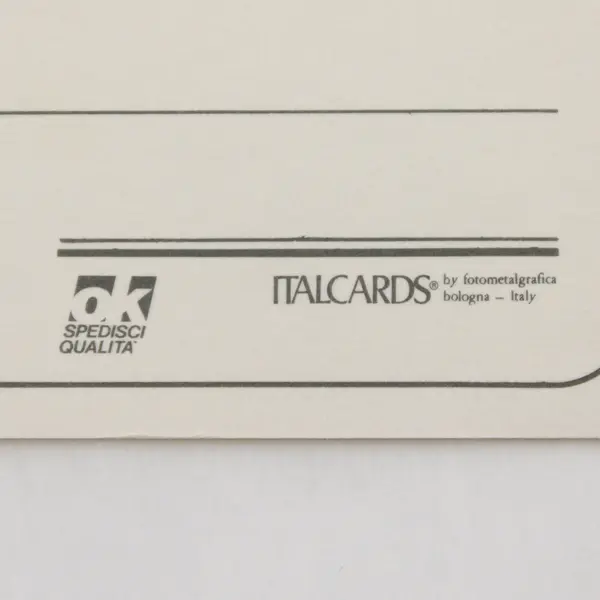 ok
SPEDISCI
QUALITA'
ITALCARDS® by fotometalgrafica
bologna – Italy